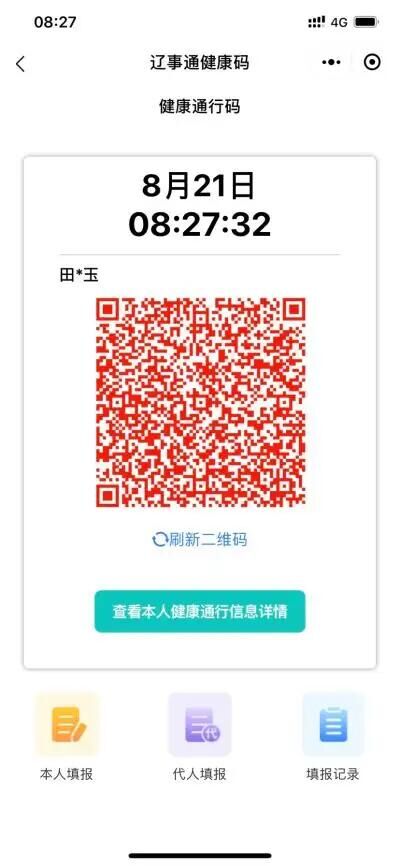 08:27
4G
辽事通健康码
健康通行码
8月21日
08:27:32
田*玉
刷新二维码
查看本人健康通行信息详情
代
本人填报
代人填报
填报记录